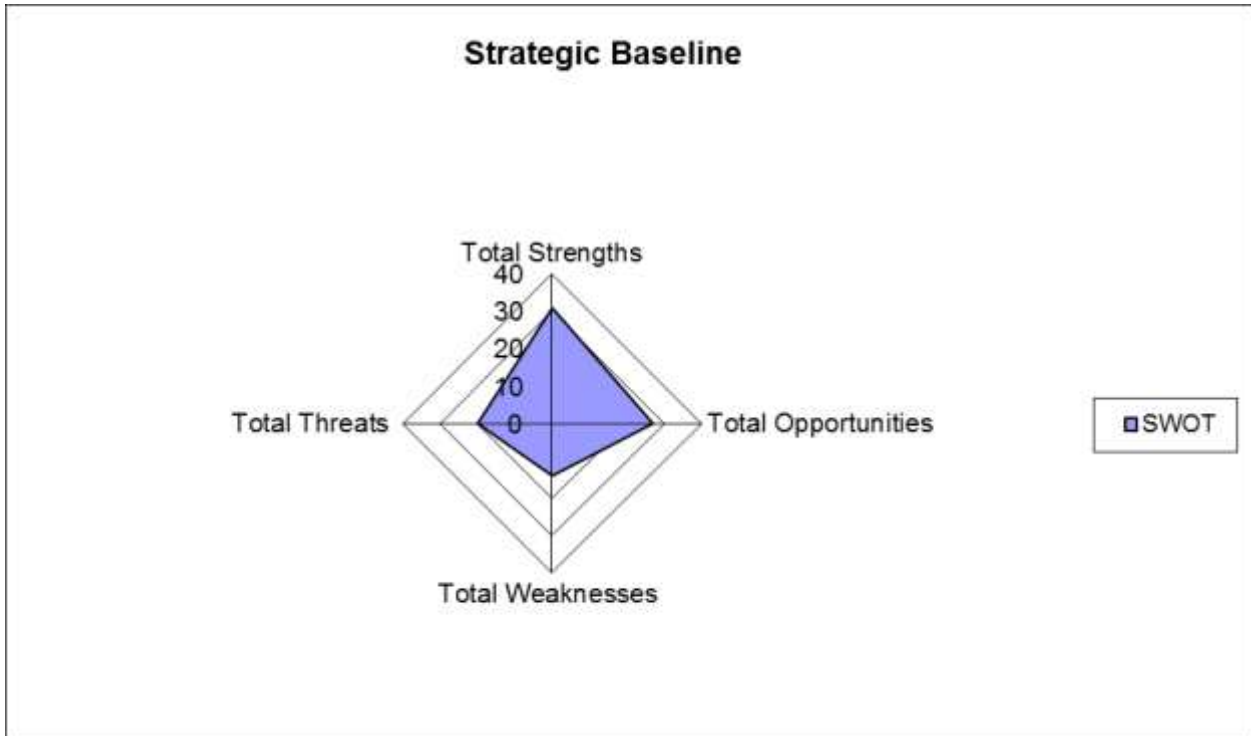 Strategic Baseline
Total Strengths
40
30
20
10
Total Threats
0
Total Opportunities
SWOT
Total Weaknesses